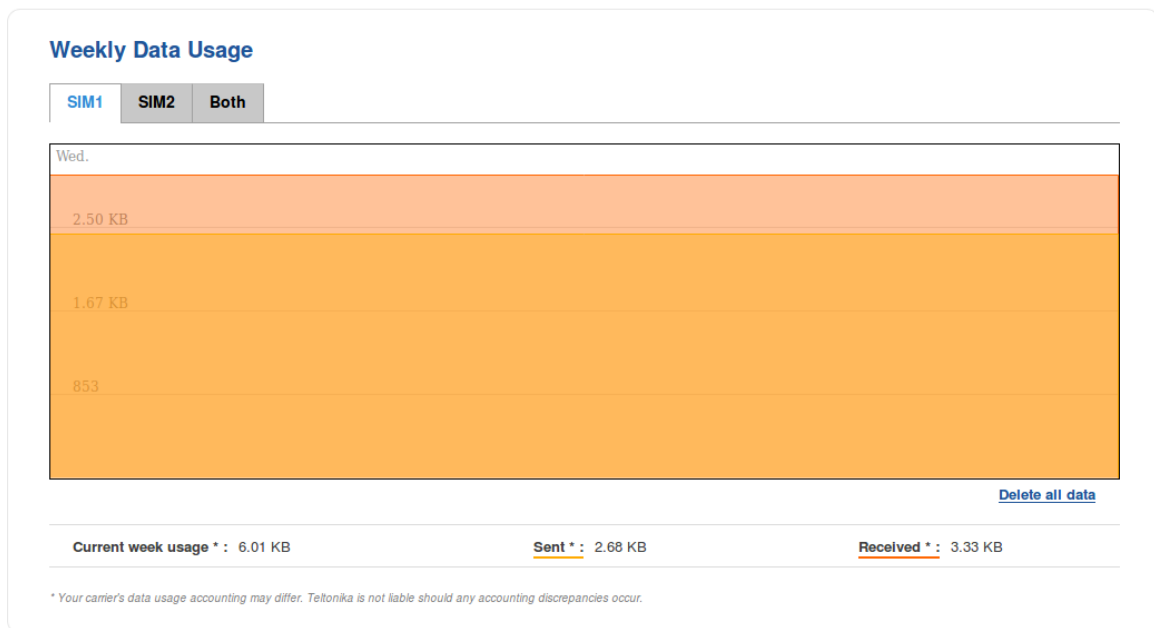 Weekly Data Usage
SIM1 SIM2 Both
Wed.
2.50 KB
1.67 KB
853
Delete all data
Current week usage * : 6.01 KB Sent * : 2.68 KB Received * : 3.33 KB
* Your carrier's data usage accounting may differ. Teltonika is not liable should any accounting discrepancies occur.